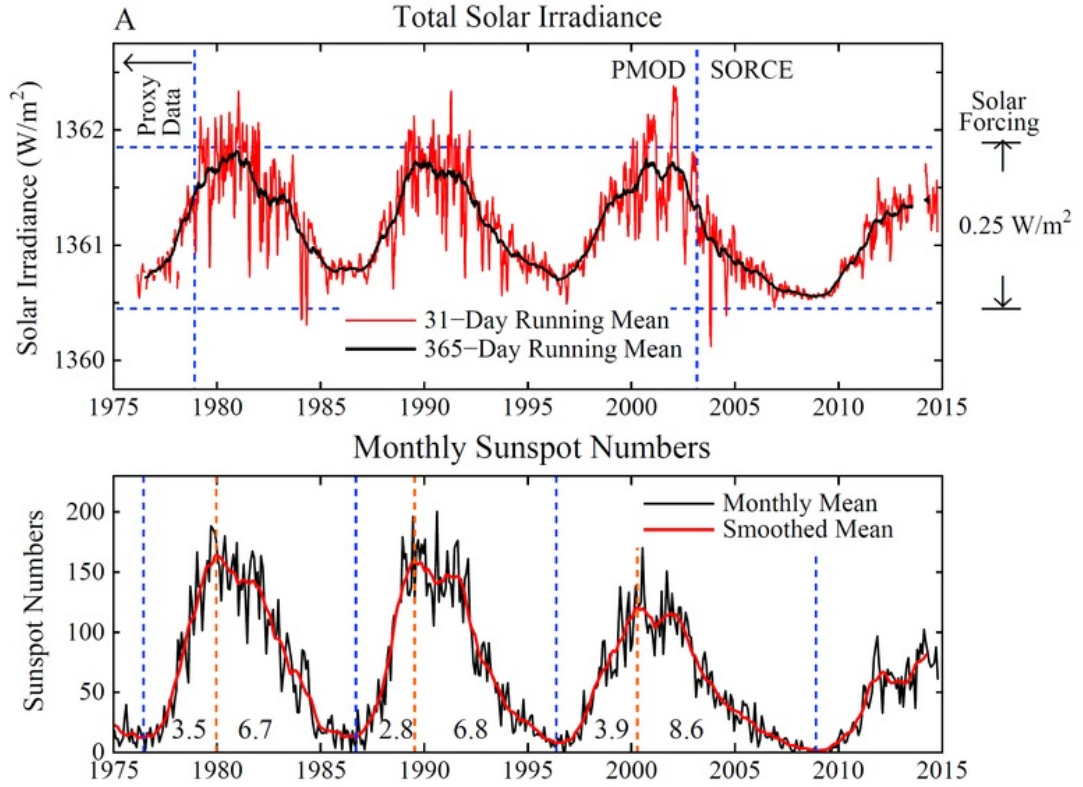 A
Total Solar Irradiance
Solar Irradiance (W/m²)
1362
1361
1360
Proxy
Data
PMOD
SORCE
Solar
Forcing
0.25 W/m²
31−Day Running Mean
365−Day Running Mean
1975 1980 1985 1990 1995 2000 2005 2010 2015
Monthly Sunspot Numbers
Sunspot Numbers
200
150
100
50
0
Monthly Mean
Smoothed Mean
3.5 6.7 2.8 6.8 3.9 8.6
1975 1980 1985 1990 1995 2000 2005 2010 2015